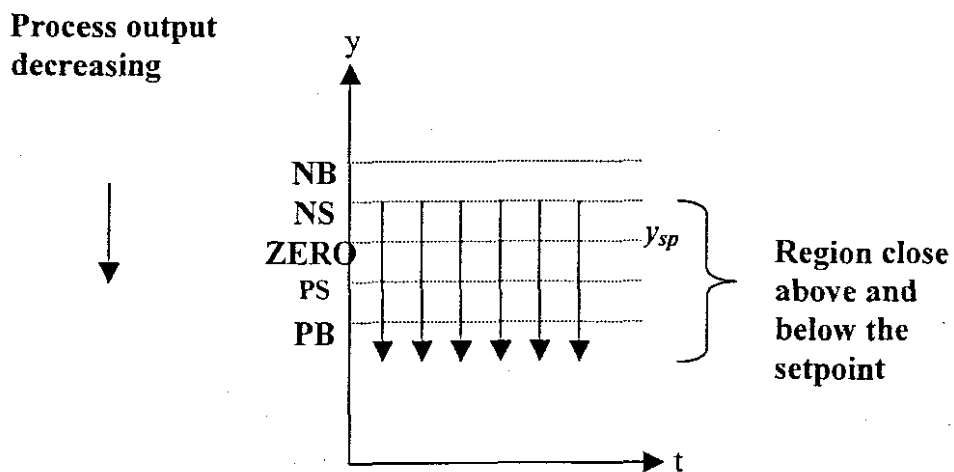 Process output
decreasing
y
NB
NS
ZERO
PS
PB
y_sp
Region close
above and
below the
setpoint
t